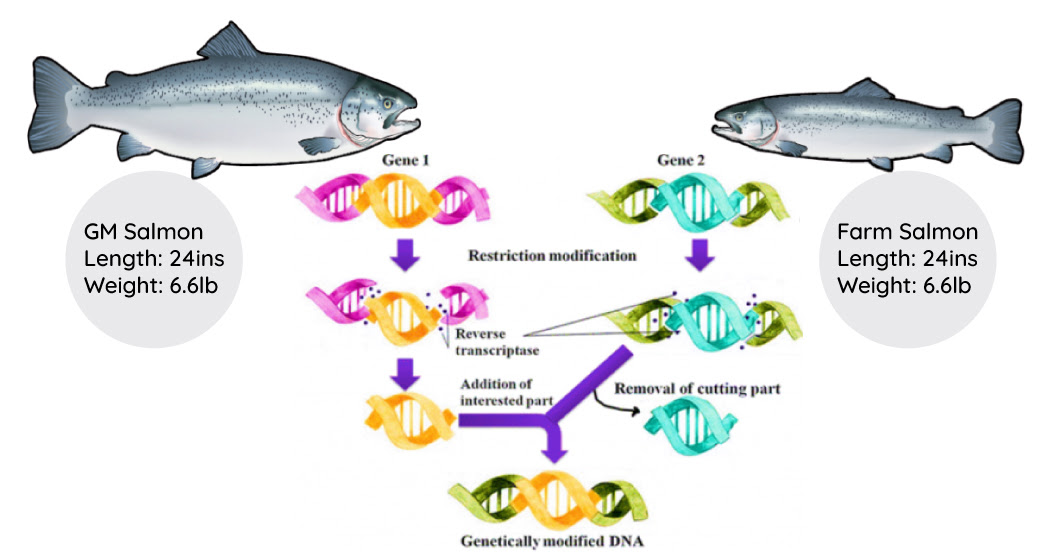 Gene 1
Gene 2
GM Salmon
Length: 24ins
Weight: 6.6lb
Farm Salmon
Length: 24ins
Weight: 6.6lb
Restriction modification
Reverse
transcriptase
Addition of
interested part
Removal of cutting part
Genetically modified DNA